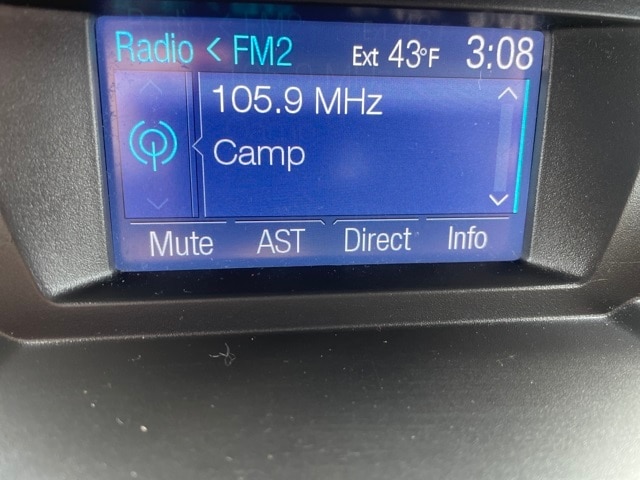 Radio < FM2 Ext 43°F 3:08
105.9 MHz
Camp
Mute AST Direct Info